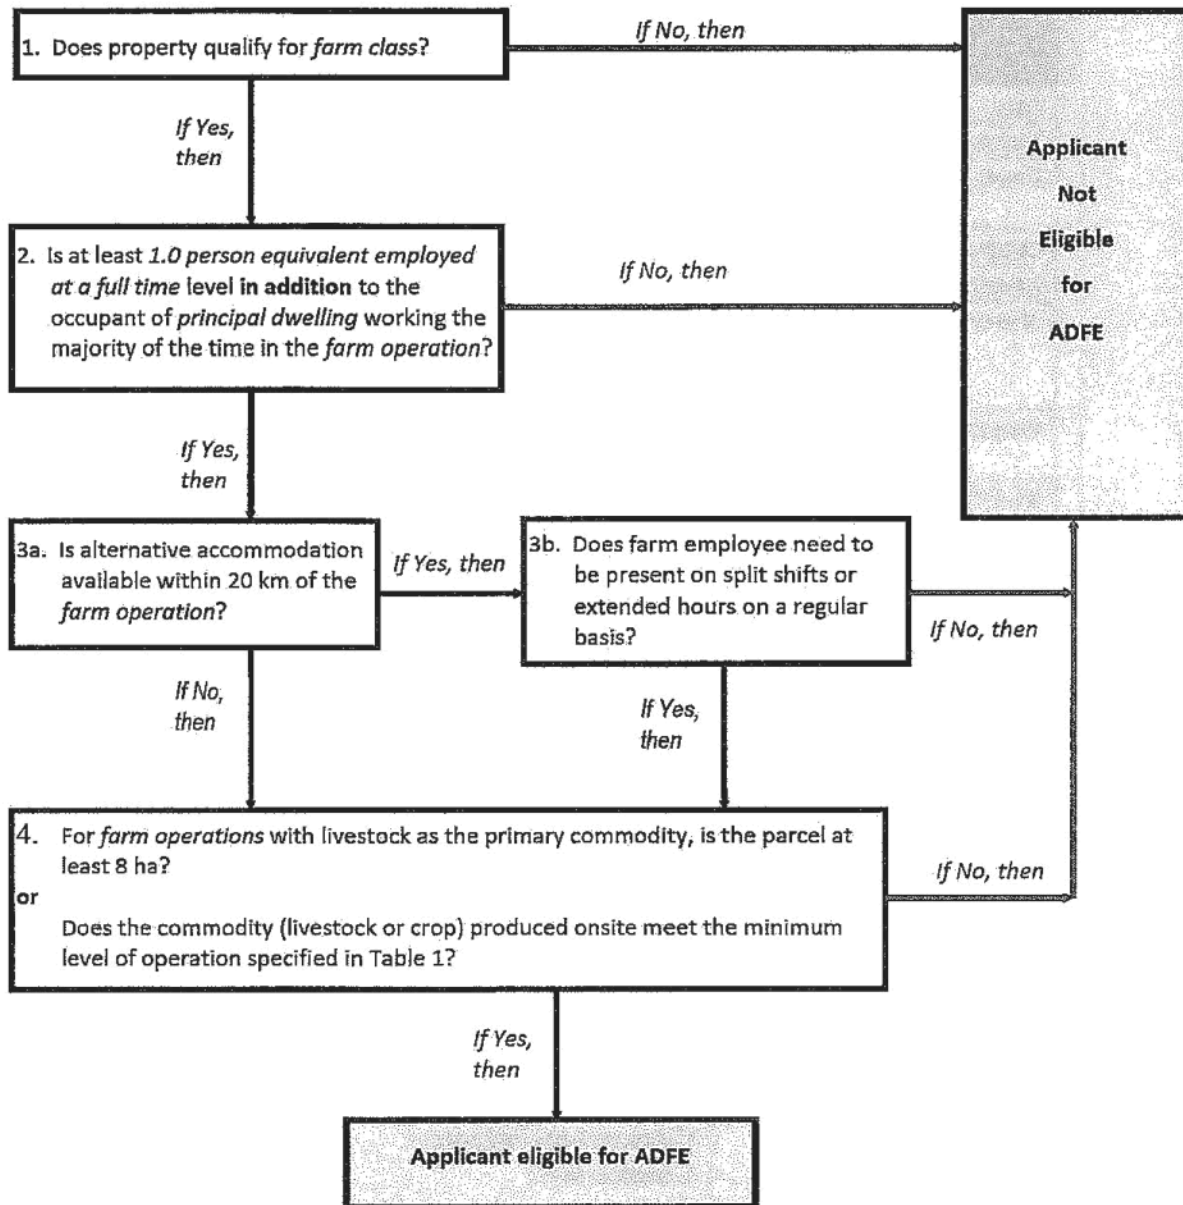 1. Does property qualify for farm class?
If No, then
If Yes,
then
Applicant
Not
Eligible
for
ADFE
2. Is at least 1.0 person equivalent employed
at a full time level in addition to the
occupant of principal dwelling working the
majority of the time in the farm operation?
If No, then
If Yes,
then
3a. Is alternative accommodation
available within 20 km of the
farm operation?
If Yes, then
3b. Does farm employee need to
be present on split shifts or
extended hours on a regular
basis?
If No, then
If No,
then
If Yes,
then
4. For farm operations with livestock as the primary commodity, is the parcel at
least 8 ha?
or
Does the commodity (livestock or crop) produced onsite meet the minimum
level of operation specified in Table 1?
If No, then
If Yes,
then
Applicant eligible for ADFE